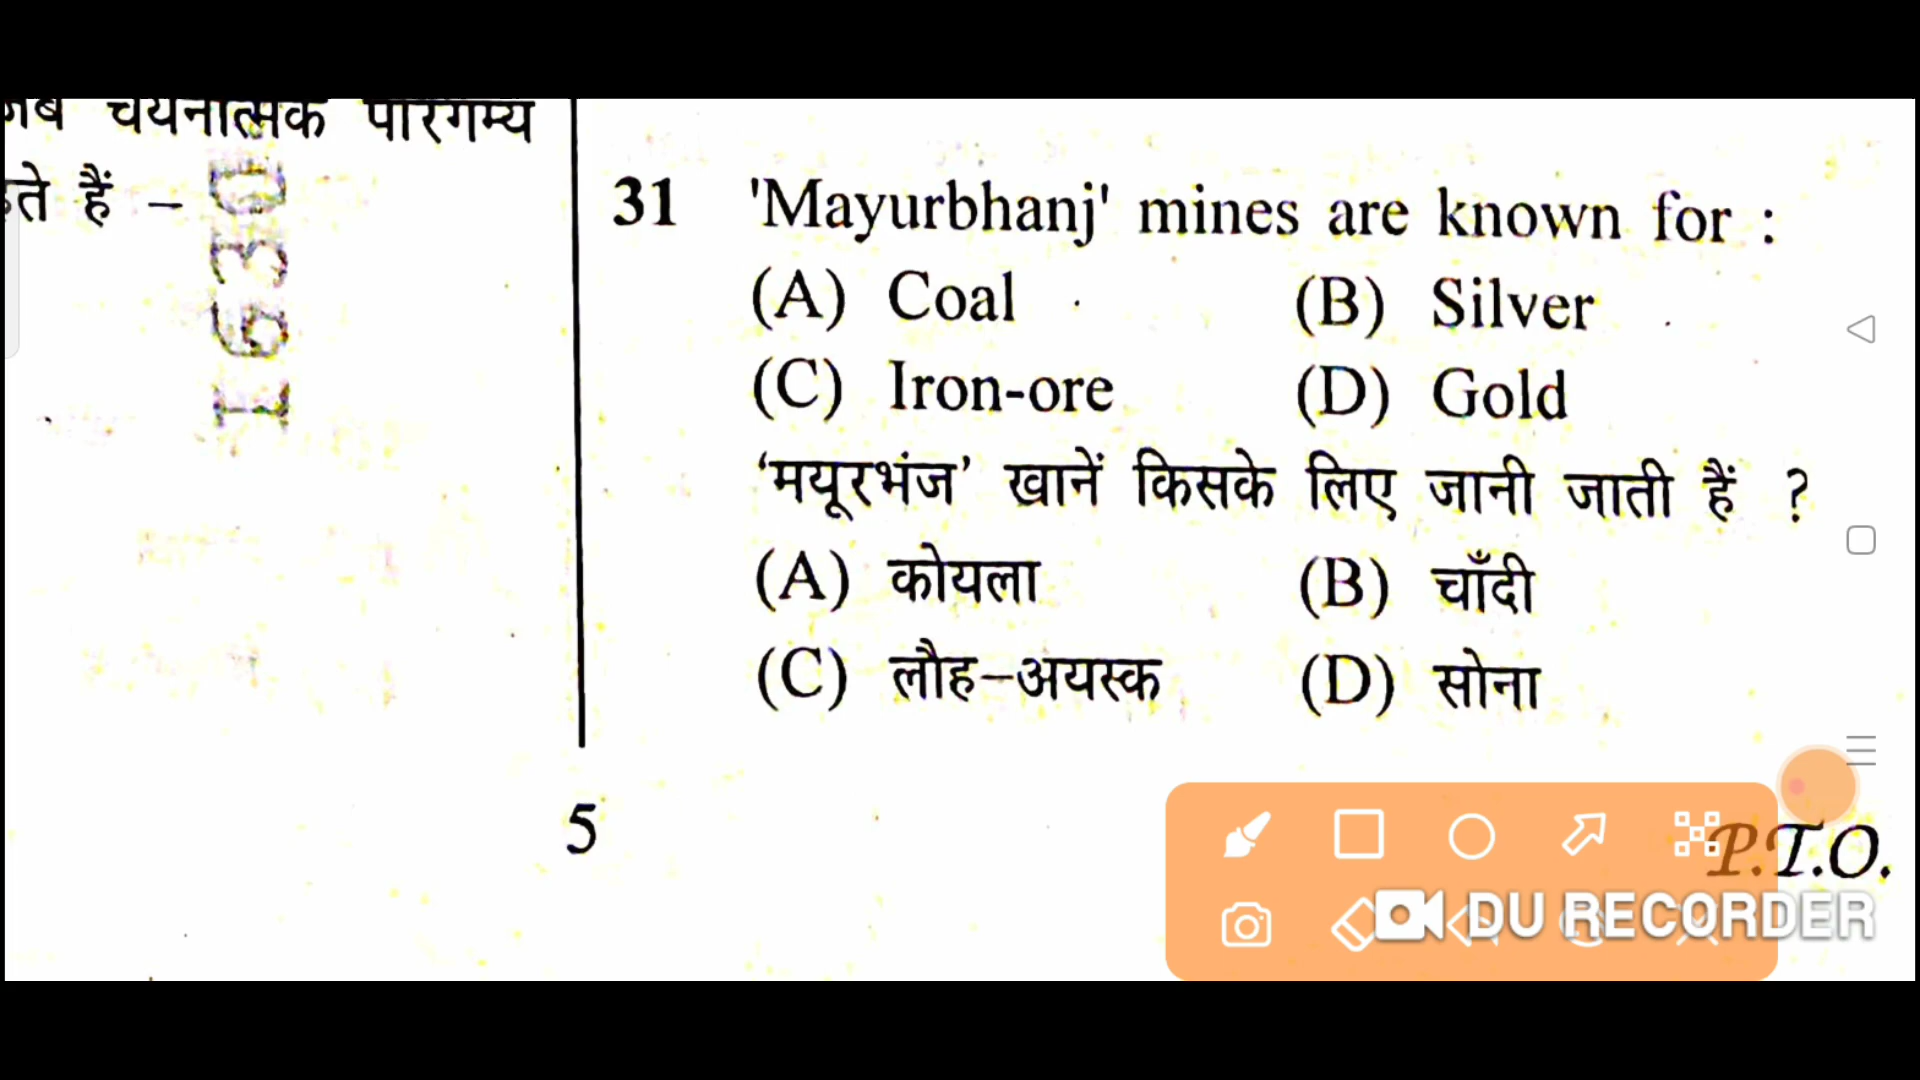 चयनात्मक पारगम्य
हैं –
1630
31 'Mayurbhanj' mines are known for :
(A) Coal (B) Silver
(C) Iron-ore (D) Gold
‘मयूरभंज’ खानें किसके लिए जानी जाती हैं ?
(A) कोयला (B) चाँदी
(C) लौह–अयस्क (D) सोना
5
P.T.O.
DU RECORDER